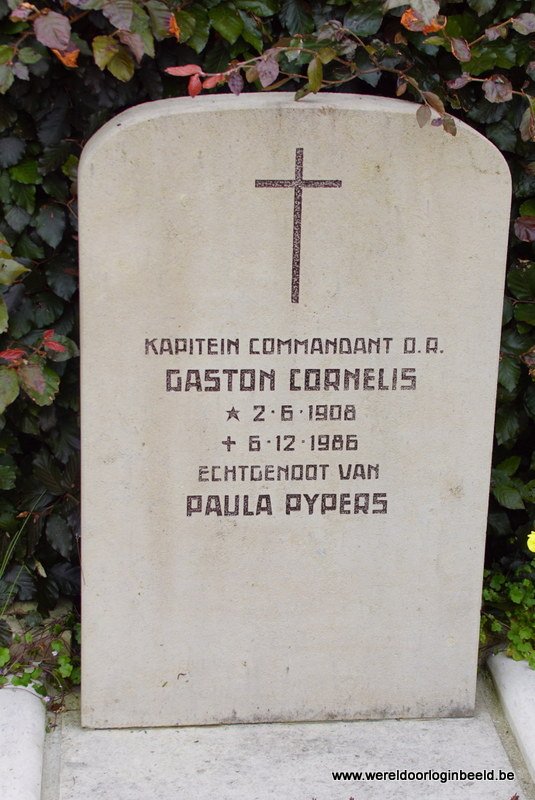 KAPITEIN COMMANDANT O.R.
GASTON CORNELIS
* 2·6·1908
+ 6·12·1986
ECHTGENOOT VAN
PAULA PYPERS
www.wereldoorloginbeeld.be